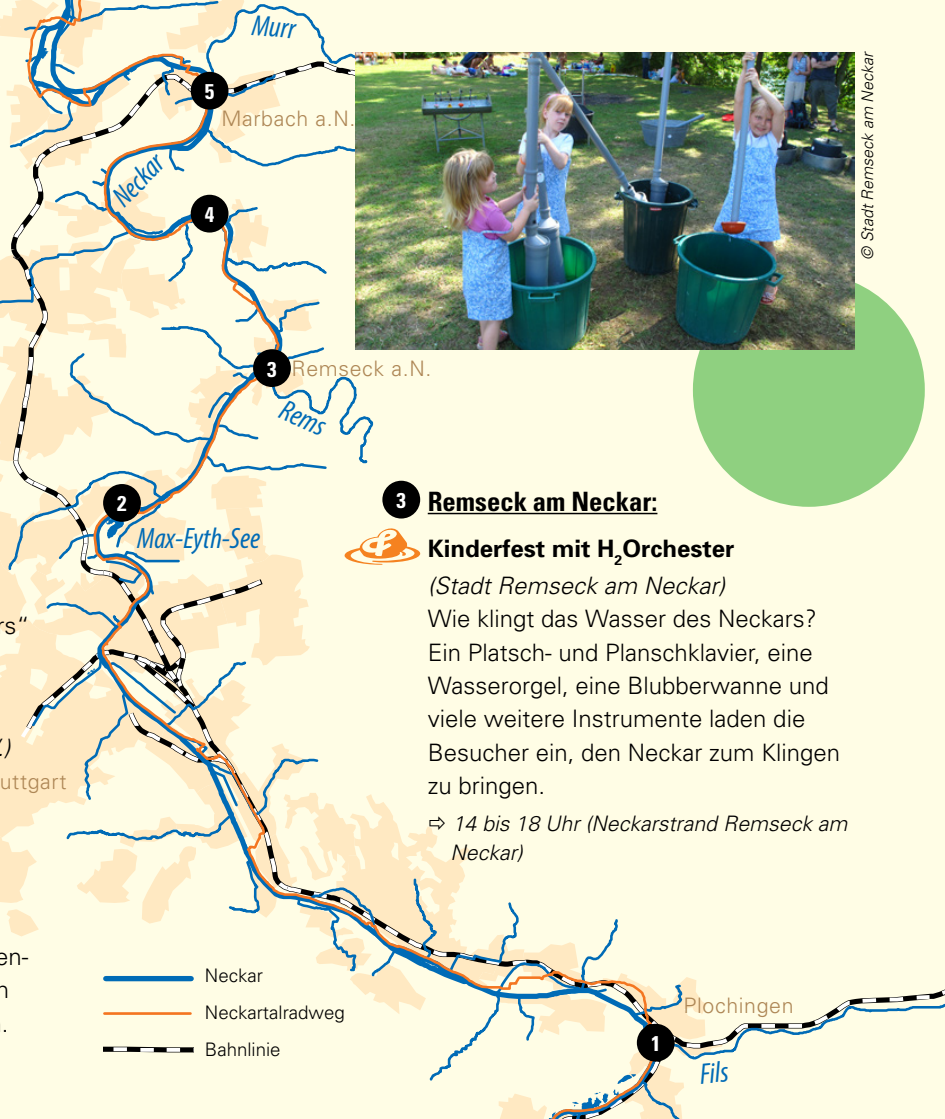 Murr
5
Marbach a.N.
Neckar
4
© Stadt Remseck am Neckar
3
Remseck a.N.
Rems
2
Max-Eyth-See
3 Remseck am Neckar:
Kinderfest mit H₂Orchester
(Stadt Remseck am Neckar)
Wie klingt das Wasser des Neckars?
Ein Platsch- und Planschklavier, eine
Wasserorgel, eine Blubberwanne und
viele weitere Instrumente laden die
Besucher ein, den Neckar zum Klingen
zu bringen.
⇨ 14 bis 18 Uhr (Neckarstrand Remseck am
Neckar)
rs“
.)
uttgart
en-
n
.
Neckar
Neckartalradweg
Bahnlinie
Plochingen
1
Fils